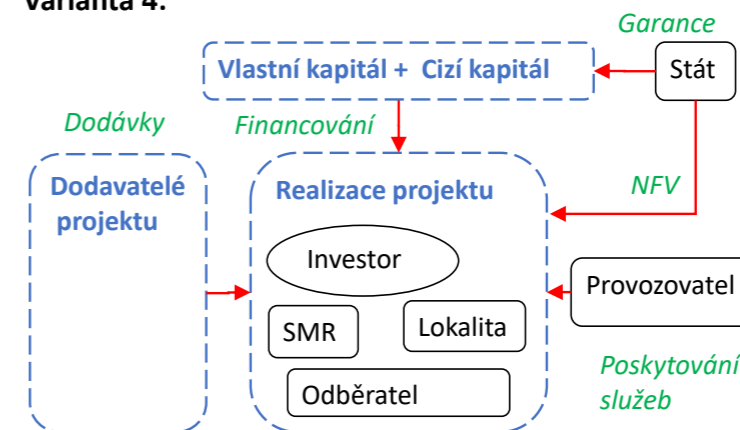 Varianta 4:
Garance
Vlastní kapitál + Cizí kapitál
Stát
Dodávky
Financování
Dodavatelé
projektu
Realizace projektu
NFV
Investor
Provozovatel
SMR
Lokalita
Odběratel
Poskytování
služeb